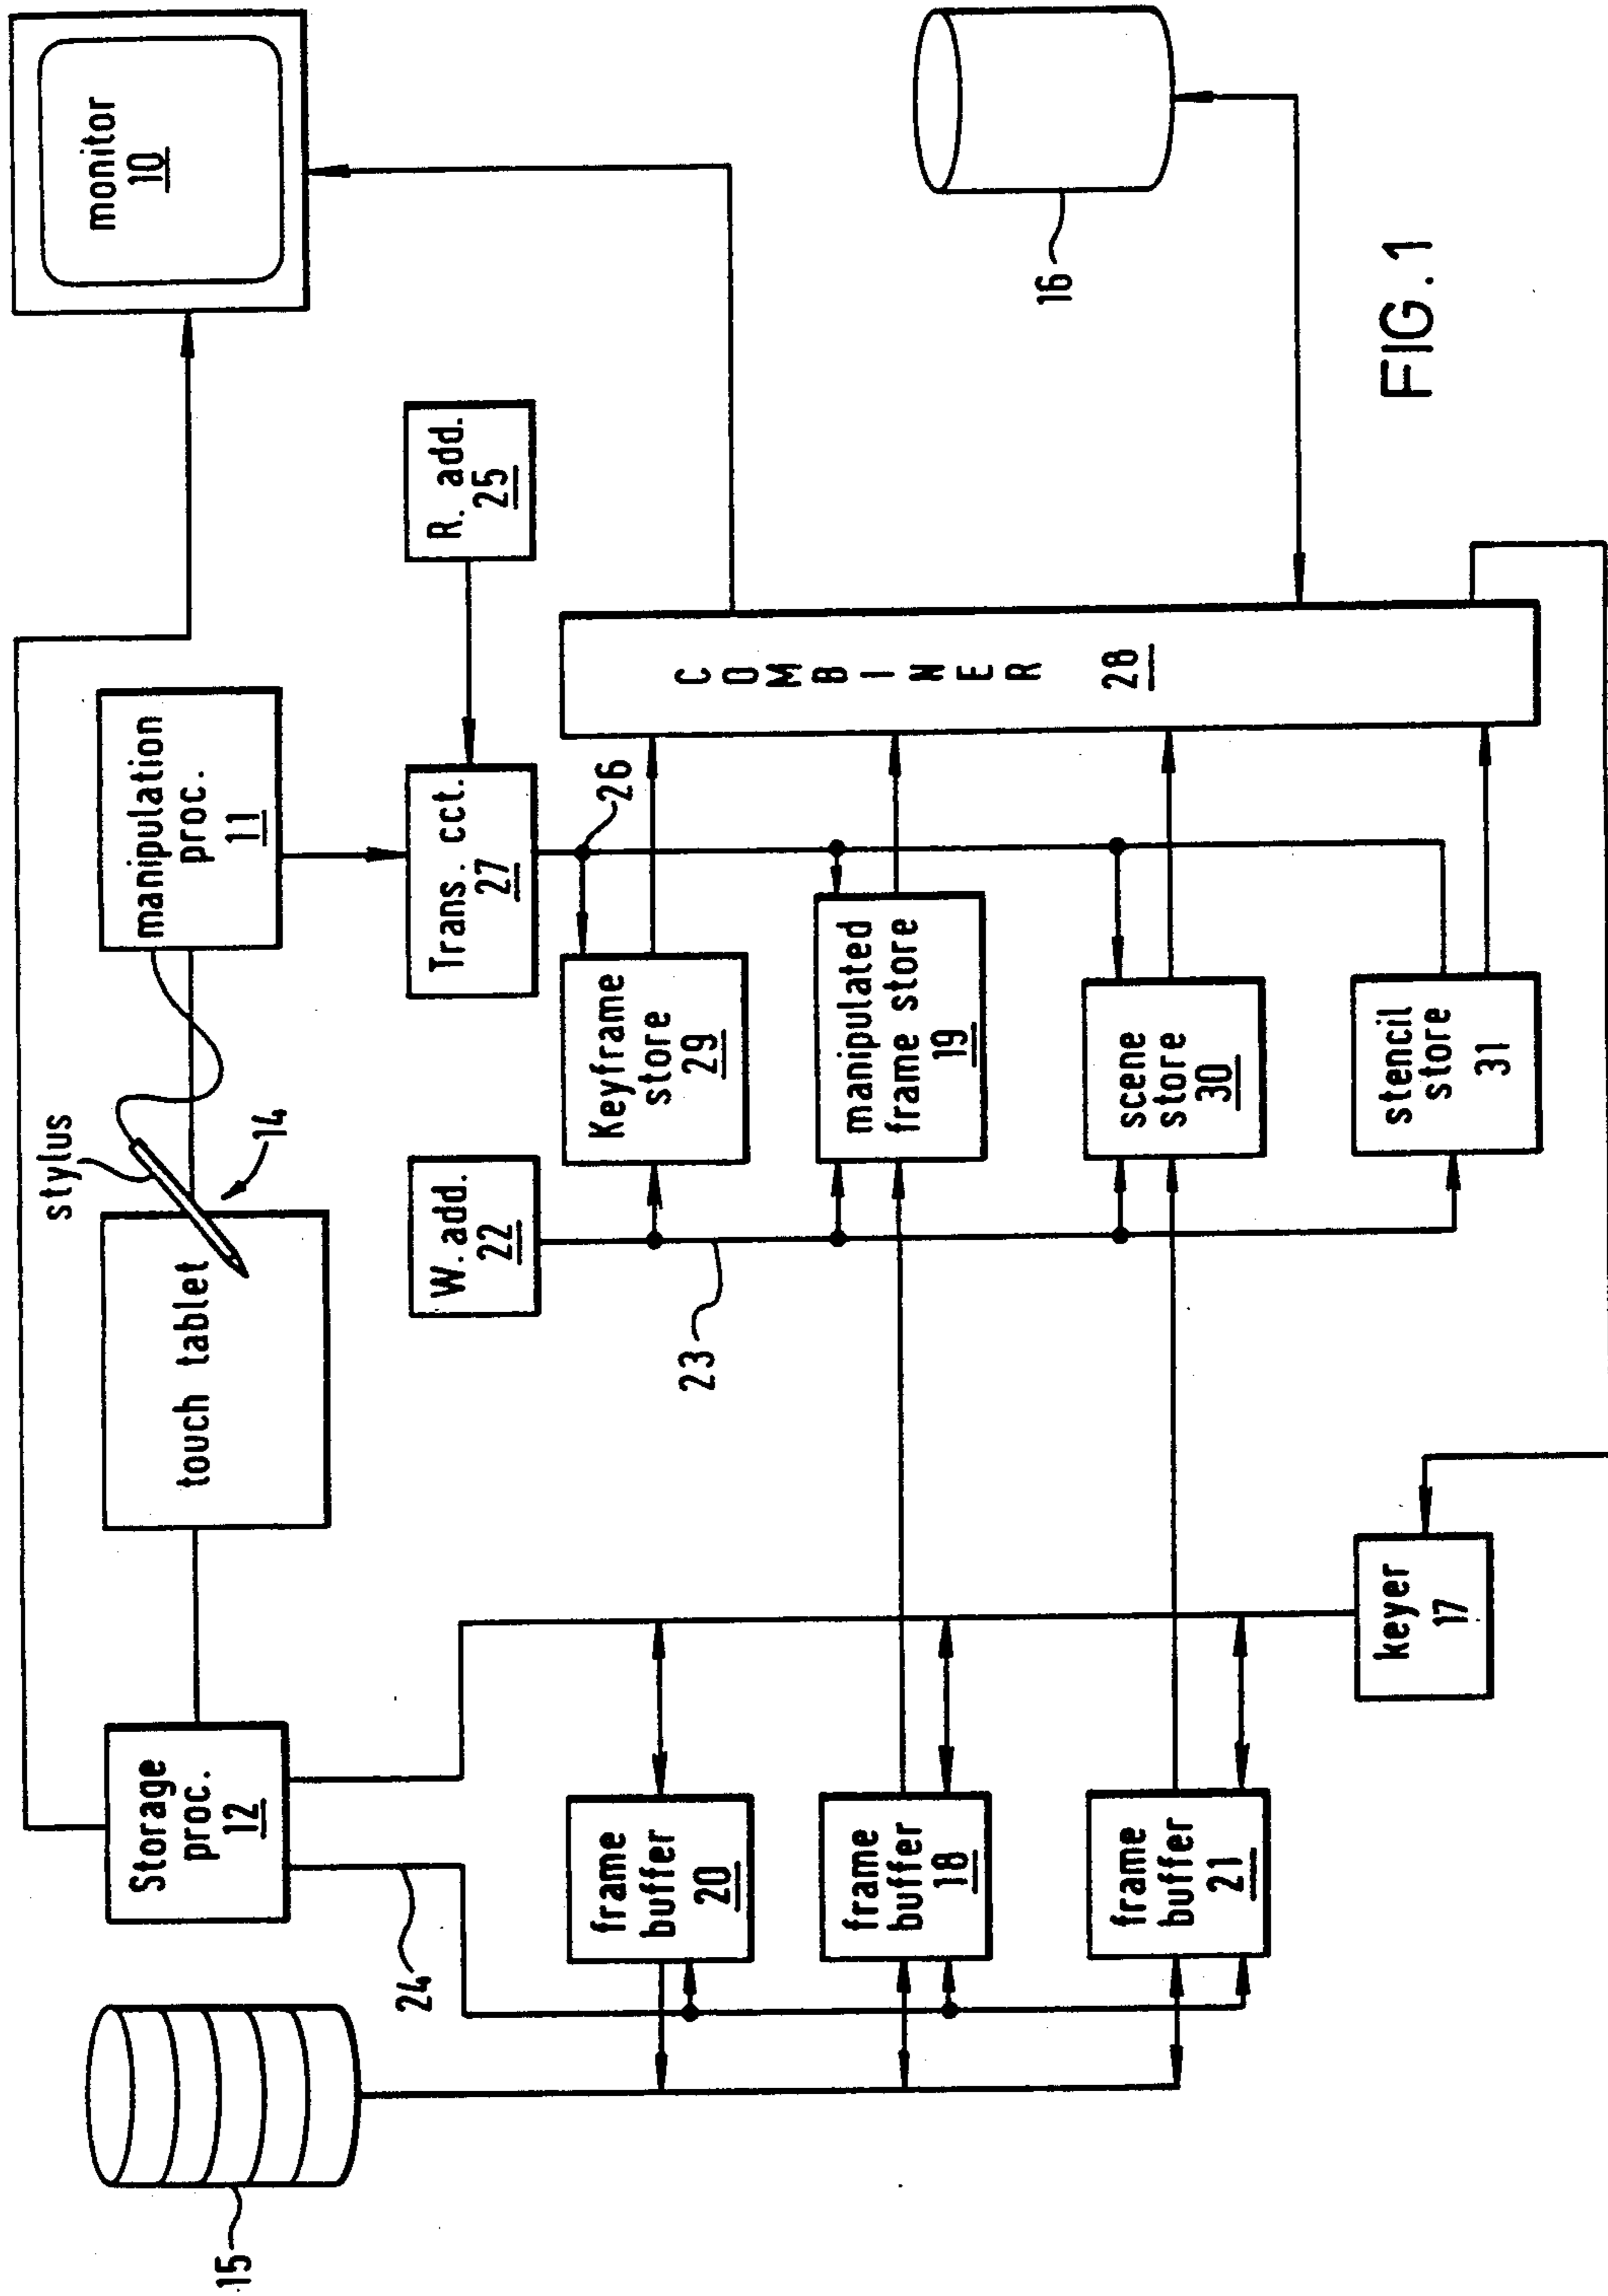 15
Storage
proc.
12
24
touch tablet
stylus
14
manipulation
proc.
11
monitor
10
W. add.
22
23
Trans. cct.
27
26
R. add.
25
frame
buffer
20
frame
buffer
18
frame
buffer
21
Keyframe
store
29
manipulated
frame store
19
scene
store
30
stencil
store
31
COMBINER
28
16
keyer
17
FIG. 1